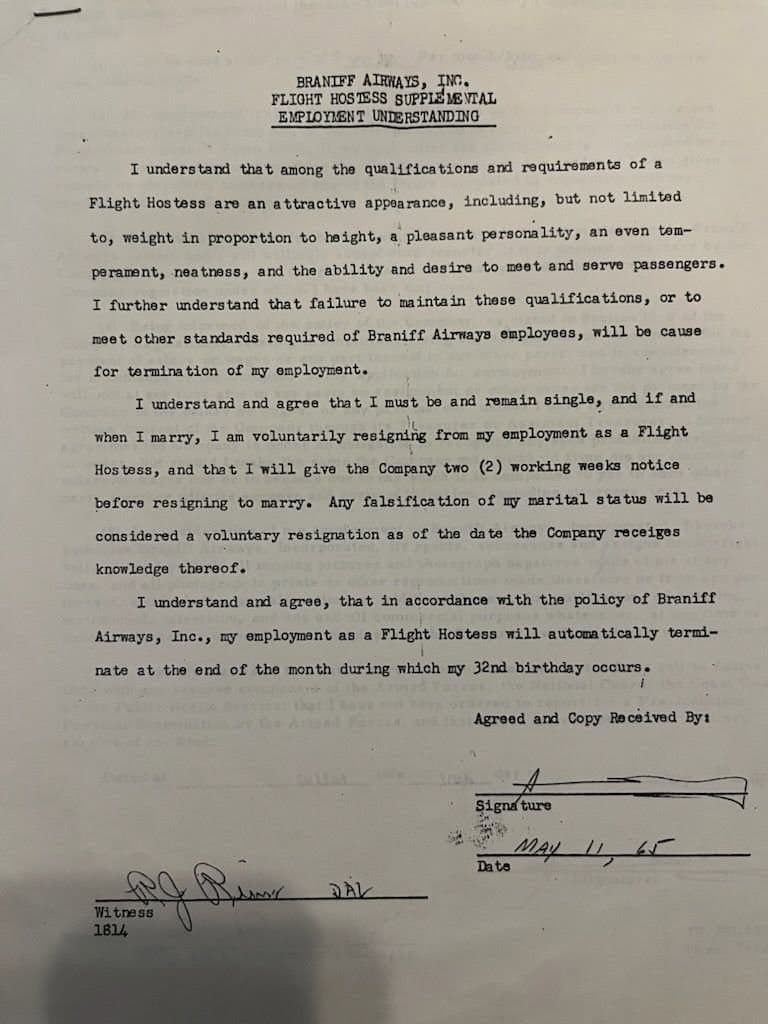 BRANIFF AIRWAYS, INC.
FLIGHT HOSTESS SUPPLEMENTAL
EMPLOYMENT UNDERSTANDING
I understand that among the qualifications and requirements of a
Flight Hostess are an attractive appearance, including, but not limited
to, weight in proportion to height, a pleasant personality, an even tem-
perament, neatness, and the ability and desire to meet and serve passengers.
I further understand that failure to maintain these qualifications, or to
meet other standards required of Braniff Airways employees, will be cause
for termination of my employment.
I understand and agree that I must be and remain single, and if and
when I marry, I am voluntarily resigning from my employment as a Flight
Hostess, and that I will give the Company two (2) working weeks notice
before resigning to marry. Any falsification of my marital status will be
considered a voluntary resignation as of the date the Company receiges
knowledge thereof.
I understand and agree, that in accordance with the policy of Braniff
Airways, Inc., my employment as a Flight Hostess will automatically termi-
nate at the end of the month during which my 32nd birthday occurs.
Agreed and Copy Received By:
Signature
MAY 11, 65
Date
R J DAL
Witness
1814